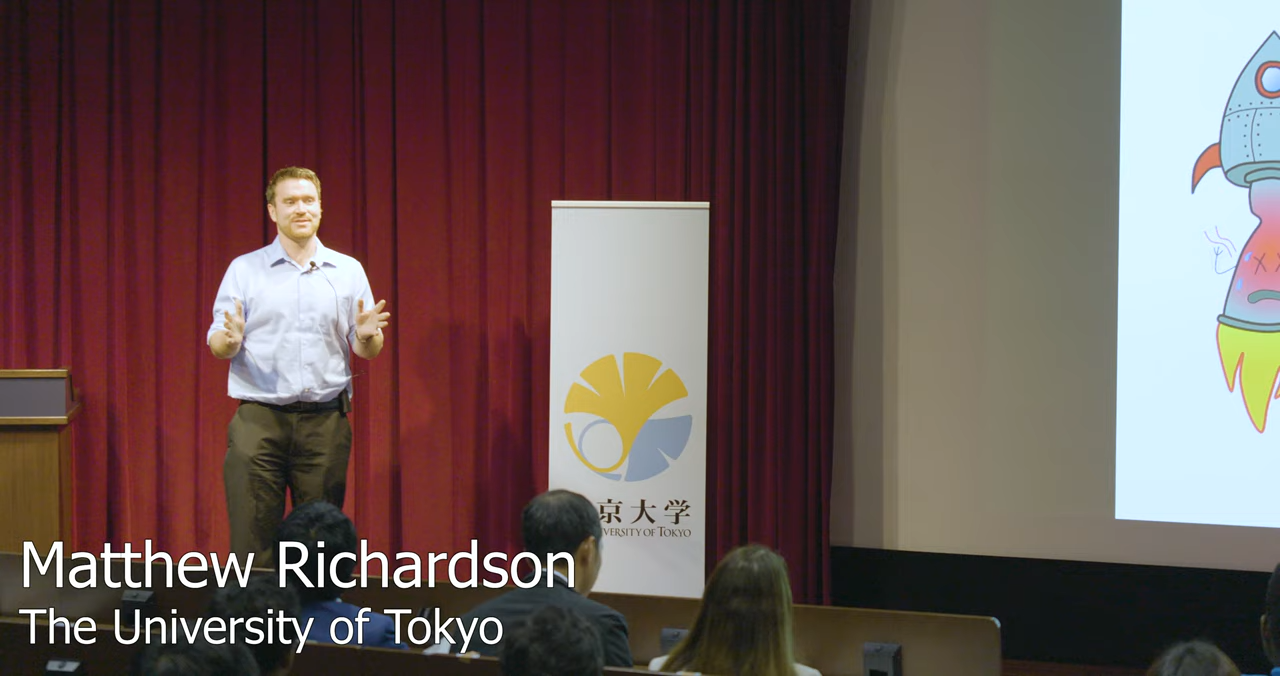 京大学
OF TOKYO
Matthew Richardson
The University of Tokyo